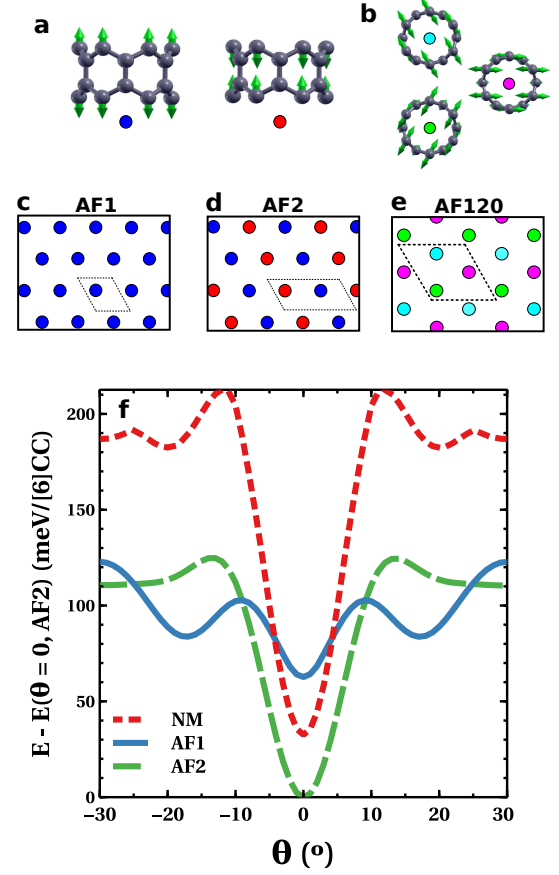 a
b
c AF1
d AF2
e AF120
f
E - E(θ = 0, AF2) (meV/[6]CC)
200
150
100
50
0
NM
AF1
AF2
−30 −20 −10 0 10 20 30
θ (o)